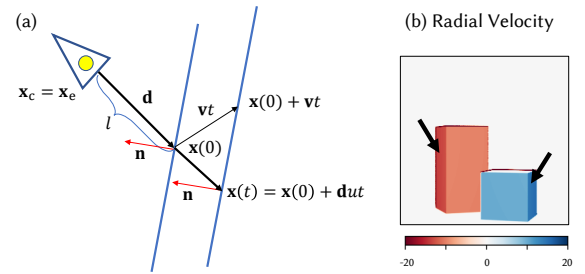 (a)
(b) Radial Velocity
x_c = x_e
d
l
vt
x(0) + vt
n
x(0)
n
x(t) = x(0) + dut
-20
0
20